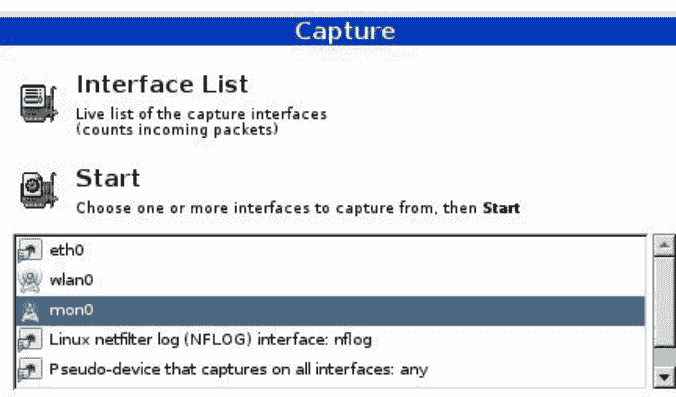 Capture
Interface List
Live list of the capture interfaces
(counts incoming packets)
Start
Choose one or more interfaces to capture from, then Start
eth0
wlan0
mon0
Linux netfilter log (NFLOG) interface: nflog
Pseudo-device that captures on all interfaces: any